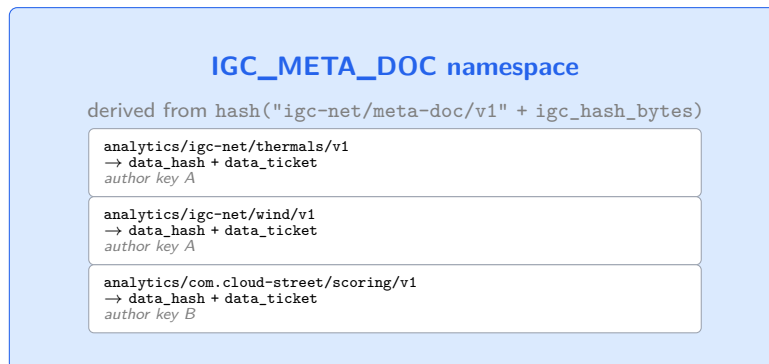 IGC_META_DOC namespace
derived from hash("igc-net/meta-doc/v1" + igc_hash_bytes)
analytics/igc-net/thermals/v1
→ data_hash + data_ticket
author key A
analytics/igc-net/wind/v1
→ data_hash + data_ticket
author key A
analytics/com.cloud-street/scoring/v1
→ data_hash + data_ticket
author key B